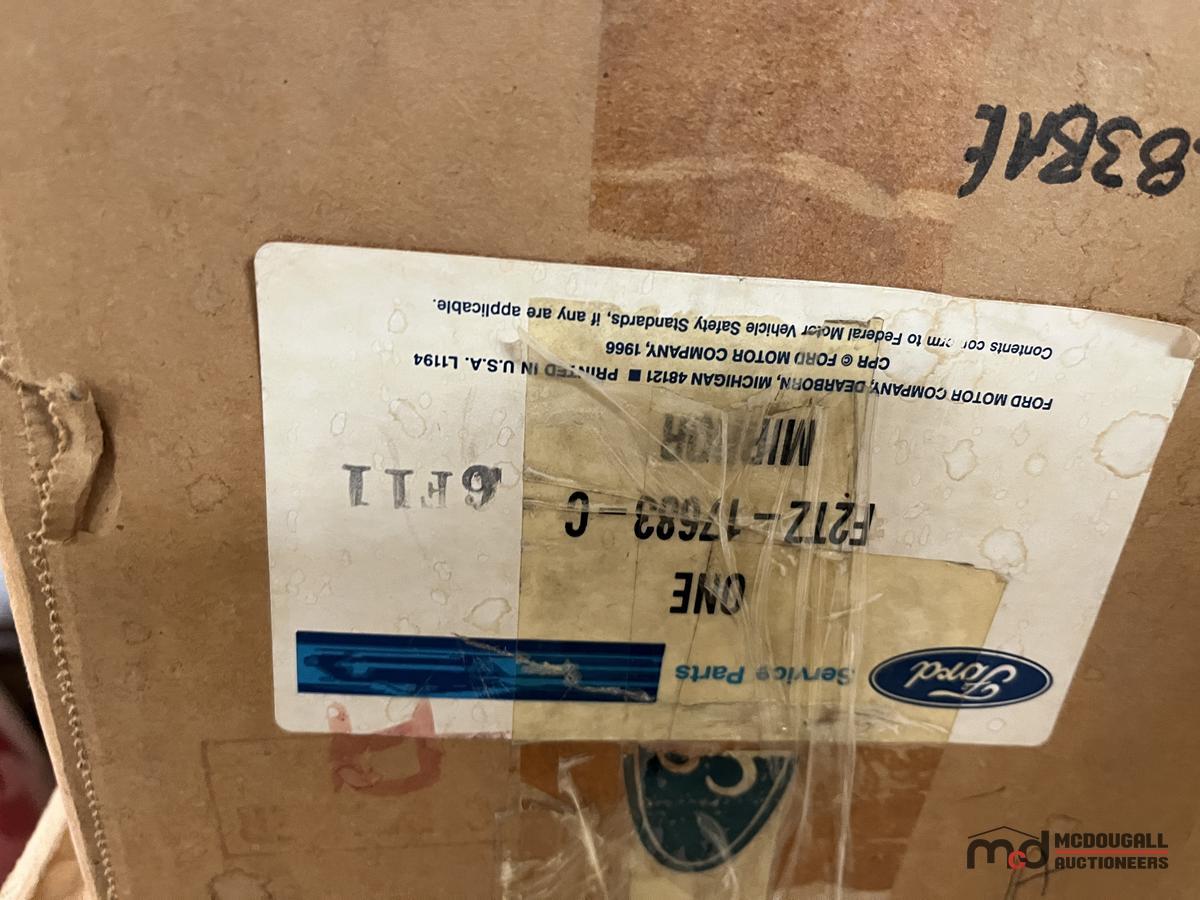 Ford
Service Parts
ONE
F2TZ-17683-C
6F11
MIRROR
FORD MOTOR COMPANY, DEARBORN, MICHIGAN 48121 ■ PRINTED IN U.S.A. L1194
CPR © FORD MOTOR COMPANY, 1966
Contents conform to Federal Motor Vehicle Safety Standards, if any are applicable.
mcd MCDOUGALL
AUCTIONEERS